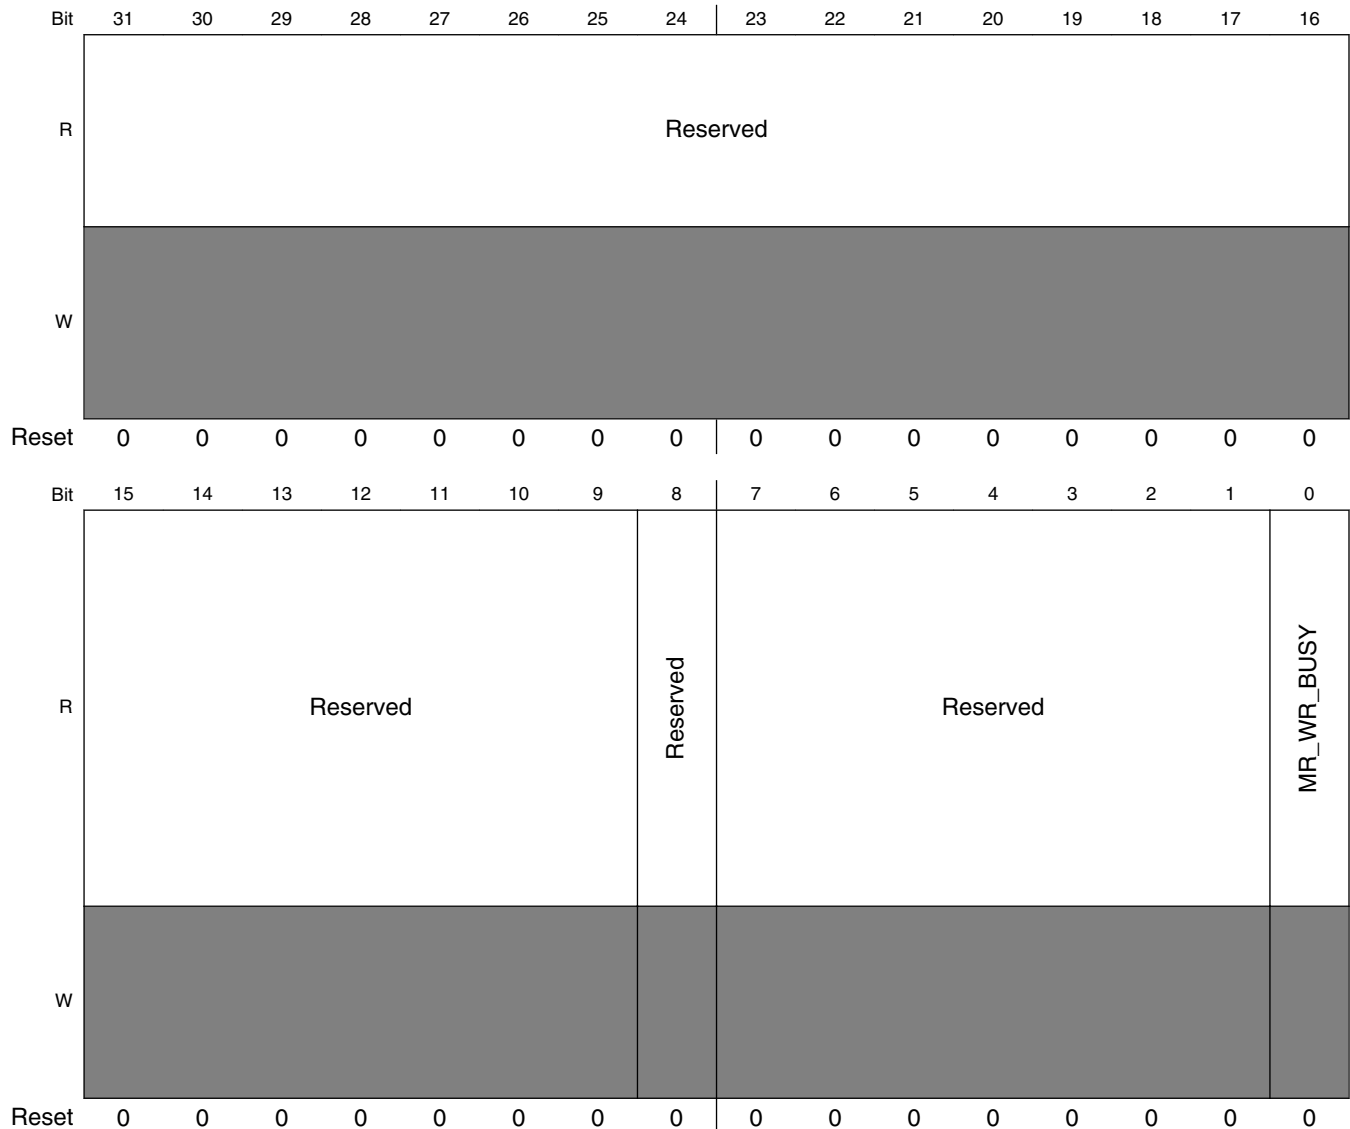 Bit 31 30 29 28 27 26 25 24 23 22 21 20 19 18 17 16
R Reserved
W
Reset 0 0 0 0 0 0 0 0 0 0 0 0 0 0 0 0
Bit 15 14 13 12 11 10 9 8 7 6 5 4 3 2 1 0
R Reserved Reserved Reserved MR_WR_BUSY
W
Reset 0 0 0 0 0 0 0 0 0 0 0 0 0 0 0 0